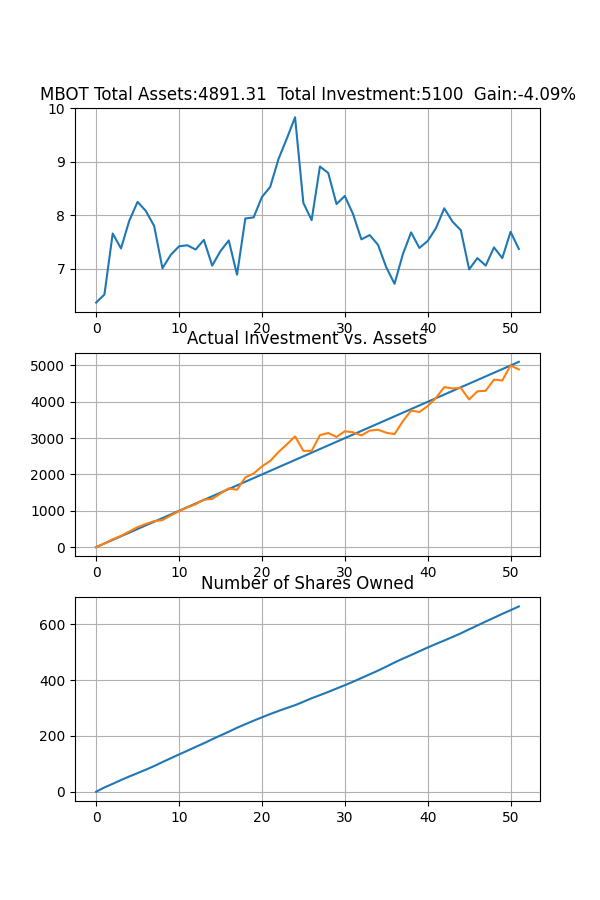 MBOT Total Assets:4891.31  Total Investment:5100  Gain:-4.09%
10
9
8
7
0 10 20 30 40 50
Actual Investment vs. Assets
5000
4000
3000
2000
1000
0
0 10 20 30 40 50
Number of Shares Owned
600
400
200
0
0 10 20 30 40 50